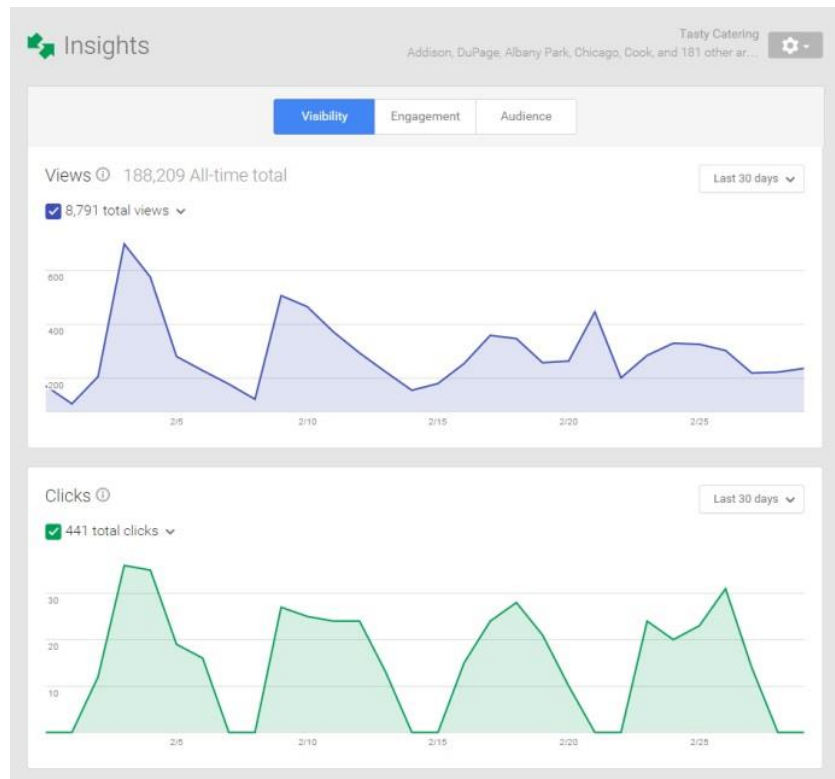 Insights
Tasty Catering
Addison, DuPage, Albany Park, Chicago, Cook, and 181 other ar...
Visibility Engagement Audience
Views 188,209 All-time total
Last 30 days
8,791 total views
600
400
200
2/5 2/10 2/15 2/20 2/25
Clicks
Last 30 days
441 total clicks
30
20
10
2/5 2/10 2/15 2/20 2/25